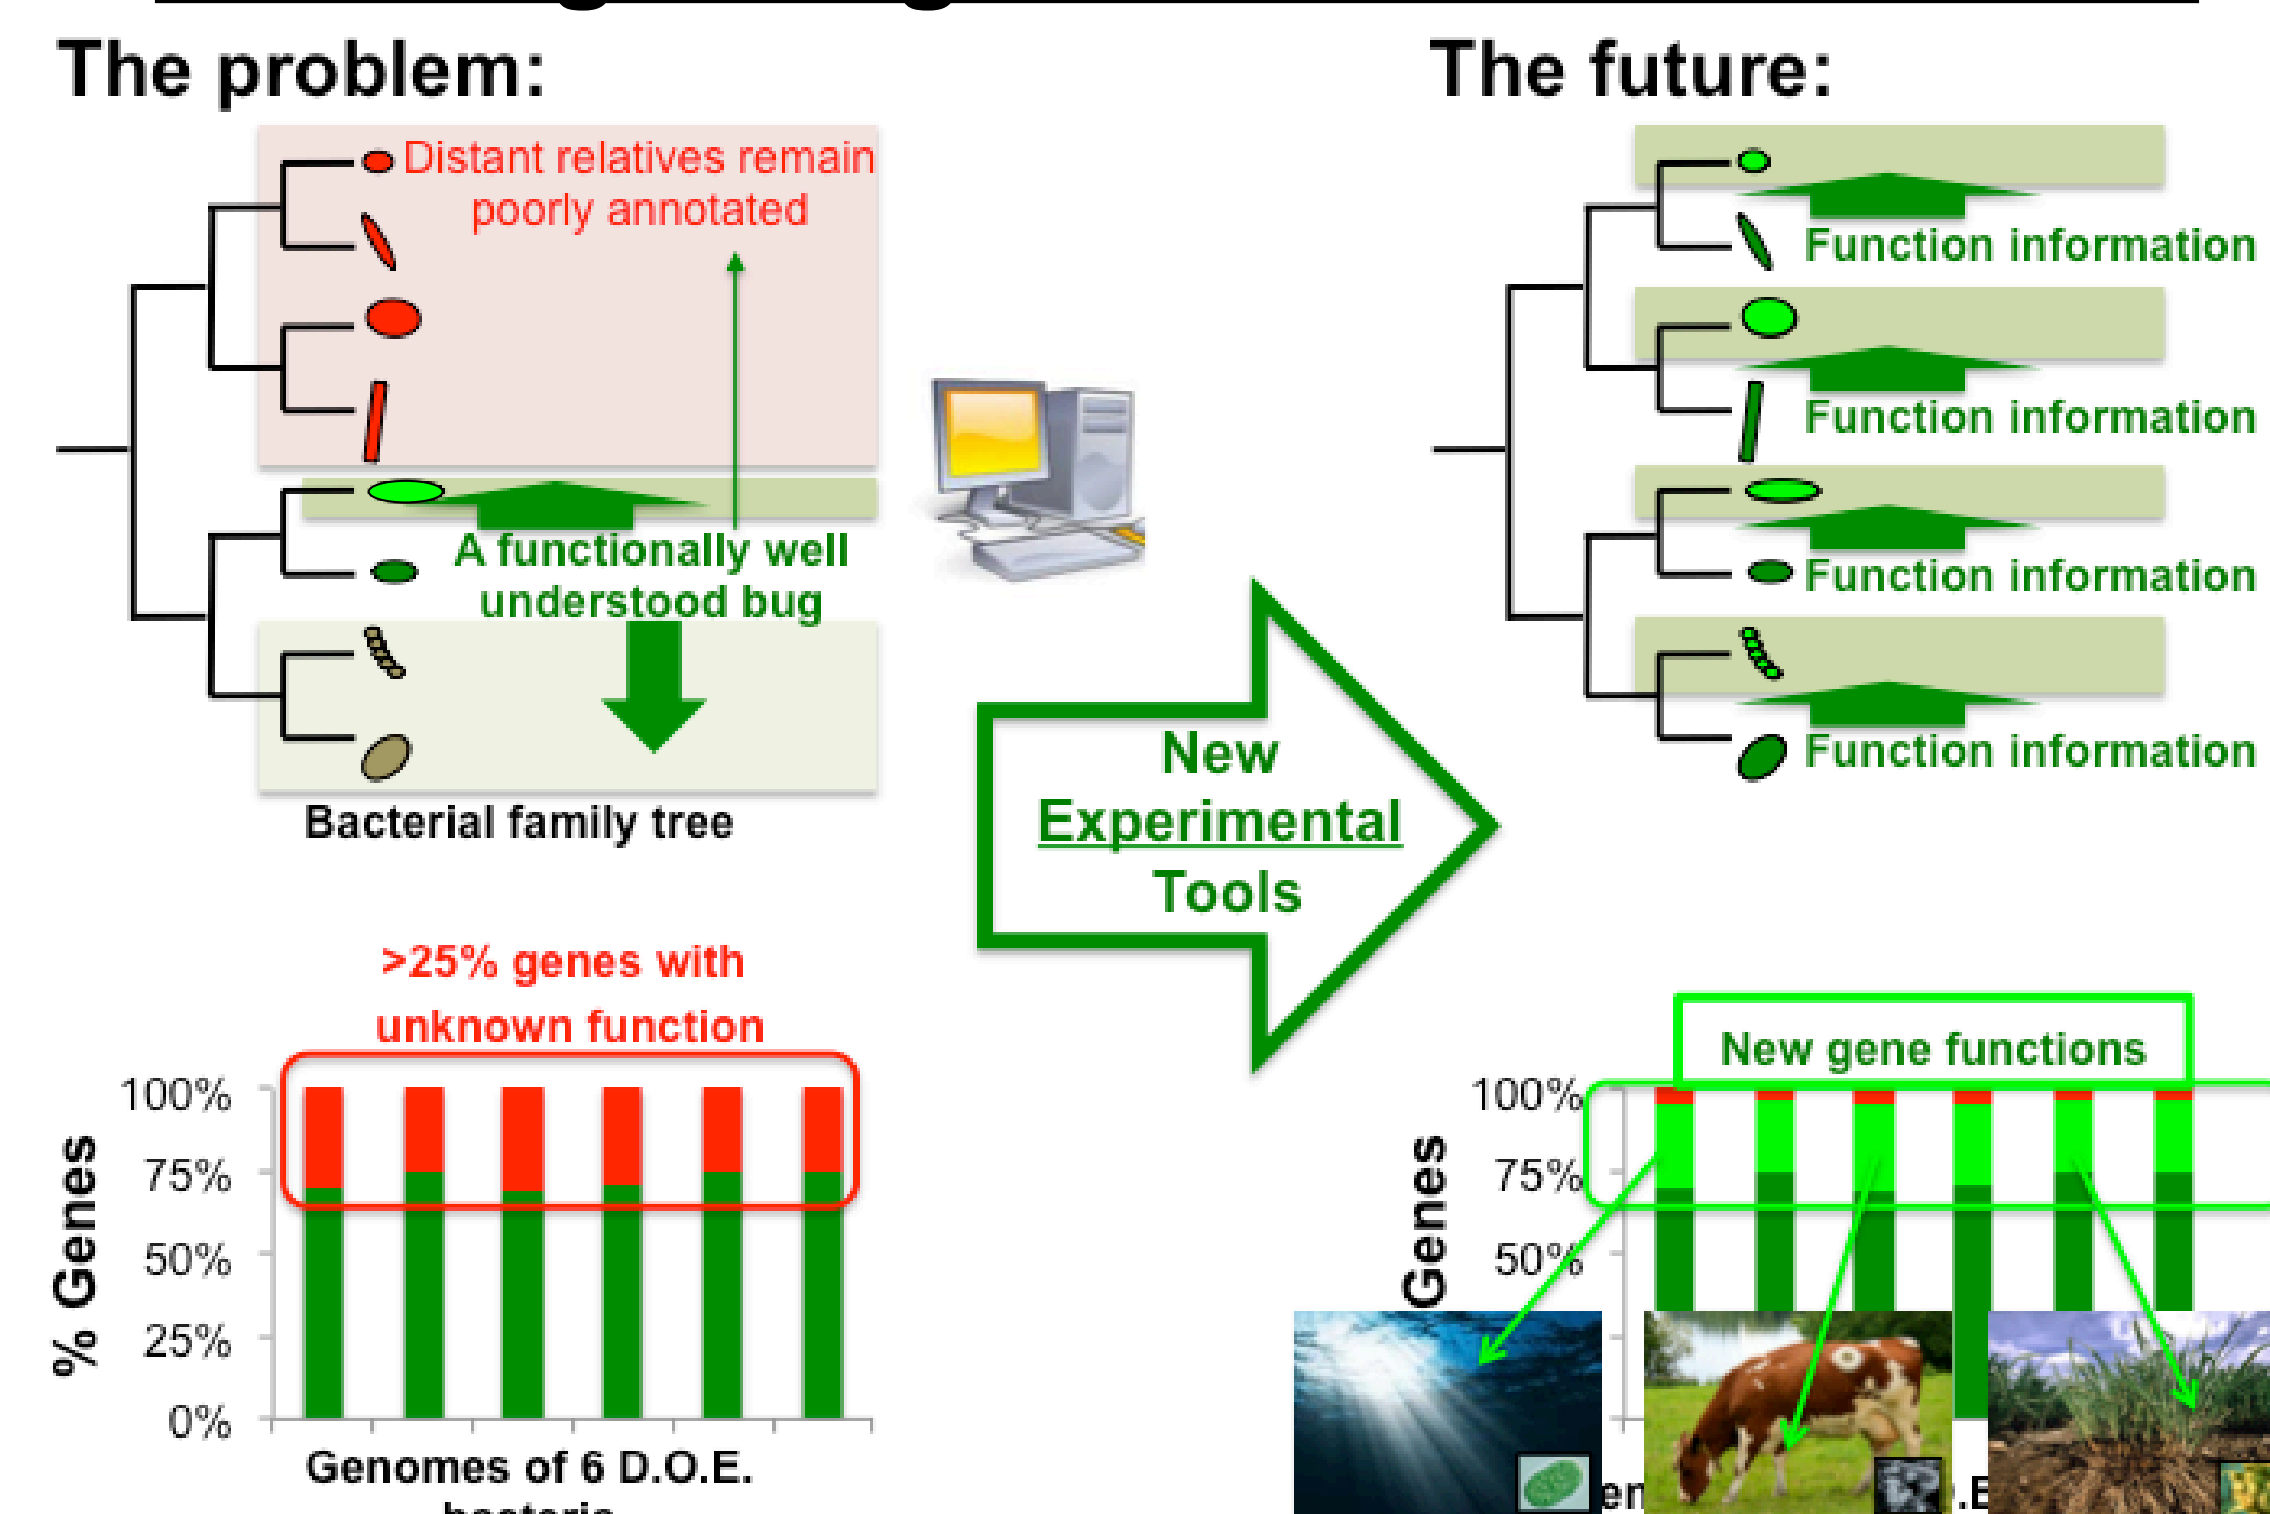 The problem:
Distant relatives remain
poorly annotated
A functionally well
understood bug
Bacterial family tree
>25% genes with
unknown function
100%
75%
50%
25%
0%
% Genes
Genomes of 6 D.O.E.
bacteria
New
Experimental
Tools
The future:
Function information
Function information
Function information
Function information
New gene functions
100%
75%
50%
Genes